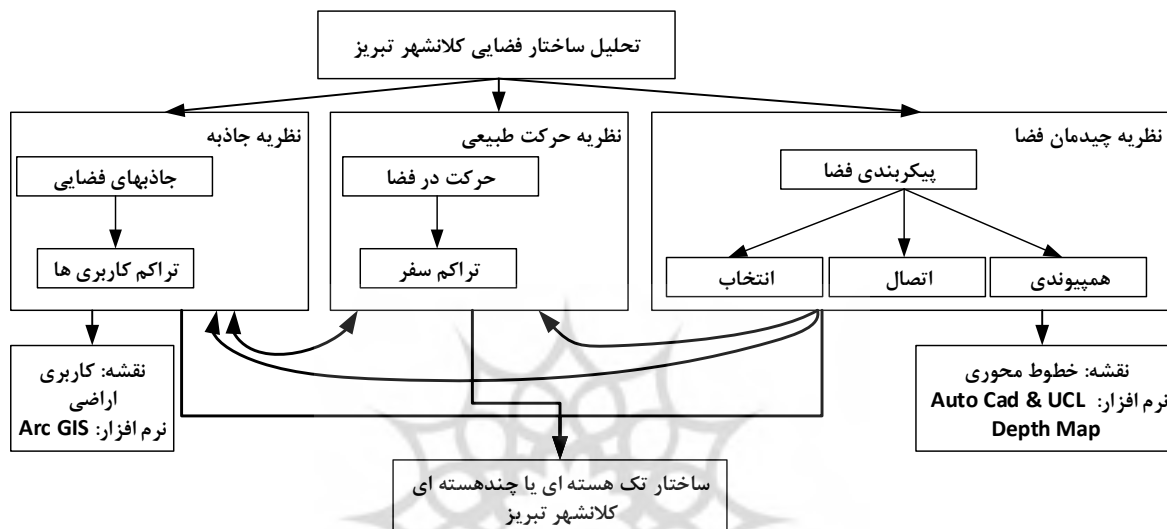 تحلیل ساختار فضایی کلانشهر تبریز
نظریه چیدمان فضا
پیکربندی فضا
همپیوندی
اتصال
انتخاب
نظریه حرکت طبیعی
حرکت در فضا
تراکم سفر
نظریه جاذبه
جاذبهای فضایی
تراکم کاربری ها
نقشه: خطوط محوری
نرم افزار: Auto Cad & UCL
Depth Map
نقشه: کاربری
اراضی
نرم افزار: Arc GIS
ساختار تک هسته ای یا چندهسته ای
کلانشهر تبریز